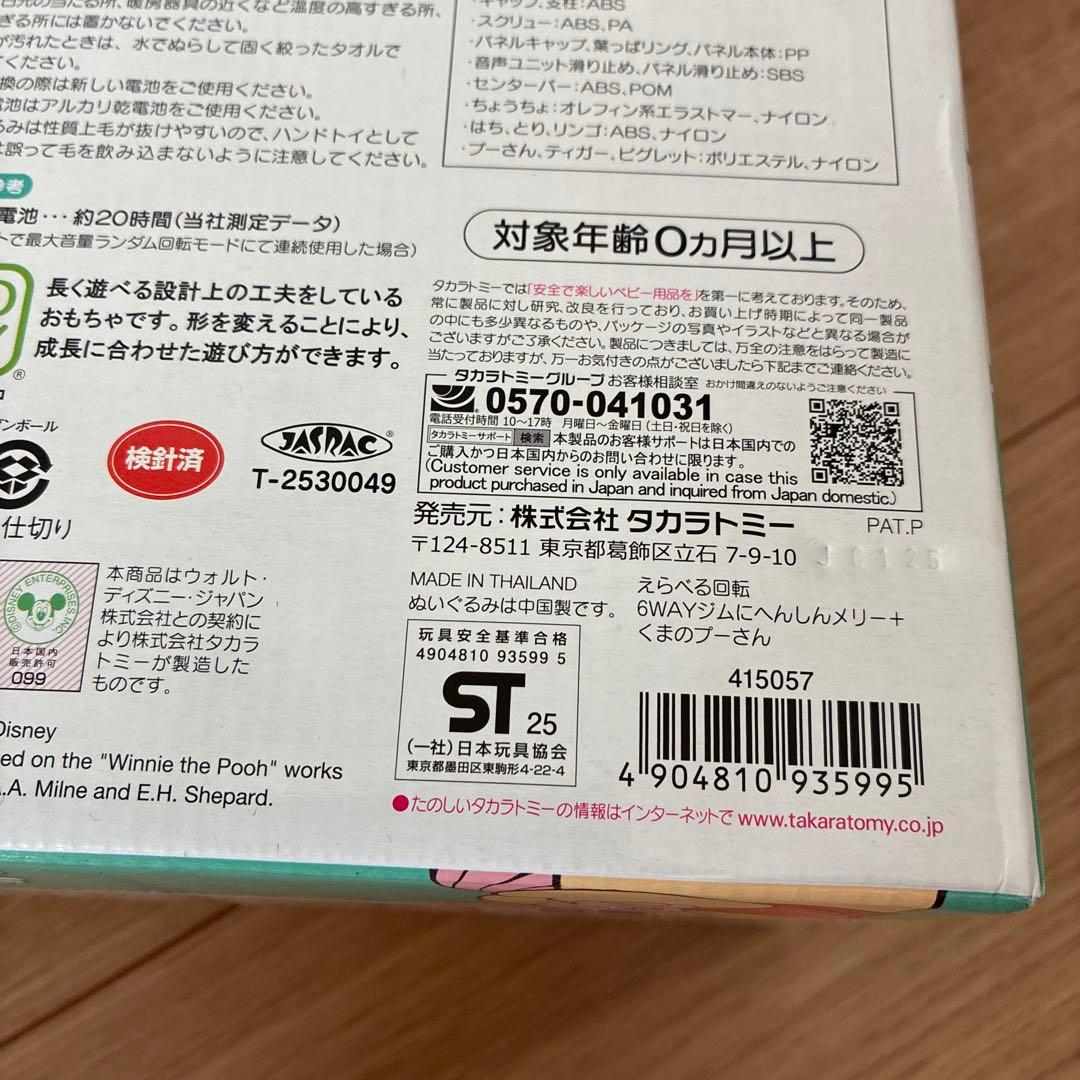 日光の当たる所、暖房器具の近くなど温度の高すぎる所、
ぎる所には置かないでください。
が汚れたときは、水でぬらして固く絞ったタオルで
てください。
換の際は新しい電池をご使用ください。
電池はアルカリ乾電池をご使用ください。
るみは性質上毛が抜けやすいので、ハンドトイとして
は誤って毛を飲み込まないように注意してください。
・キャップ、支柱:ABS
・スクリュー:ABS、PA
・パネルキャップ、葉っぱリング、パネル本体:PP
・音声ユニット滑り止め、パネル滑り止め:SBS
・センターバー:ABS、POM
・ちょうちょ:オレフィン系エラストマー、ナイロン
・はち、とり、リンゴ:ABS、ナイロン
・プーさん、ティガー、ピグレット:ポリエステル、ナイロン
参考
電池・・・約20時間(当社測定データ)
トで最大音量ランダム回転モードにて連続使用した場合)
対象年齢0ヵ月以上
長く遊べる設計上の工夫をしている
おもちゃです。形を変えることにより、
成長に合わせた遊び方ができます。
®
タカラトミーでは「安全で楽しいベビー用品を」を第一に考えております。そのため、
常に製品に対し研究、改良を行っており、お買い上げ時期によって同一製品
の中にも多少異なるものや、パッケージの写真やイラストなどと異なる場合が
ございますがご了承ください。製品につきましては、万全の注意をはらって製造に
当たっておりますが、万一お気付きの点がございましたら下記までご連絡ください。
タカラトミーグループ お客様相談室 おかけ間違えのないようご注意ください
0570-041031
電話受付時間 10〜17時 月曜日〜金曜日(土日・祝日を除く)
タカラトミーサポート 検索 本製品のお客様サポートは日本国内での
ご購入かつ日本国内からのお問い合わせに限ります。
(Customer service is only available in case this
product purchased in Japan and inquired from Japan domestic.)
ンボール
仕切り
検針済
JASRAC®
T-2530049
発売元:株式会社 タカラトミー
PAT.P
〒124-8511 東京都葛飾区立石 7-9-10
MADE IN THAILAND
ぬいぐるみは中国製です。
えらべる回転
6WAYジムにへんしんメリー+
くまのプーさん
©DISNEY ENTERPRISES INC
日本国内
販売許可
099
本商品はウォルト・
ディズニー・ジャパン
株式会社との契約に
より株式会社タカラ
トミーが製造した
ものです。
玩具安全基準合格
4904810 93599 5
ST 25
(一社)日本玩具協会
東京都墨田区東駒形4-22-4
415057
4 904810 935995
Disney
ed on the "Winnie the Pooh" works
A.A. Milne and E.H. Shepard.
●たのしいタカラトミーの情報はインターネットで www.takaratomy.co.jp